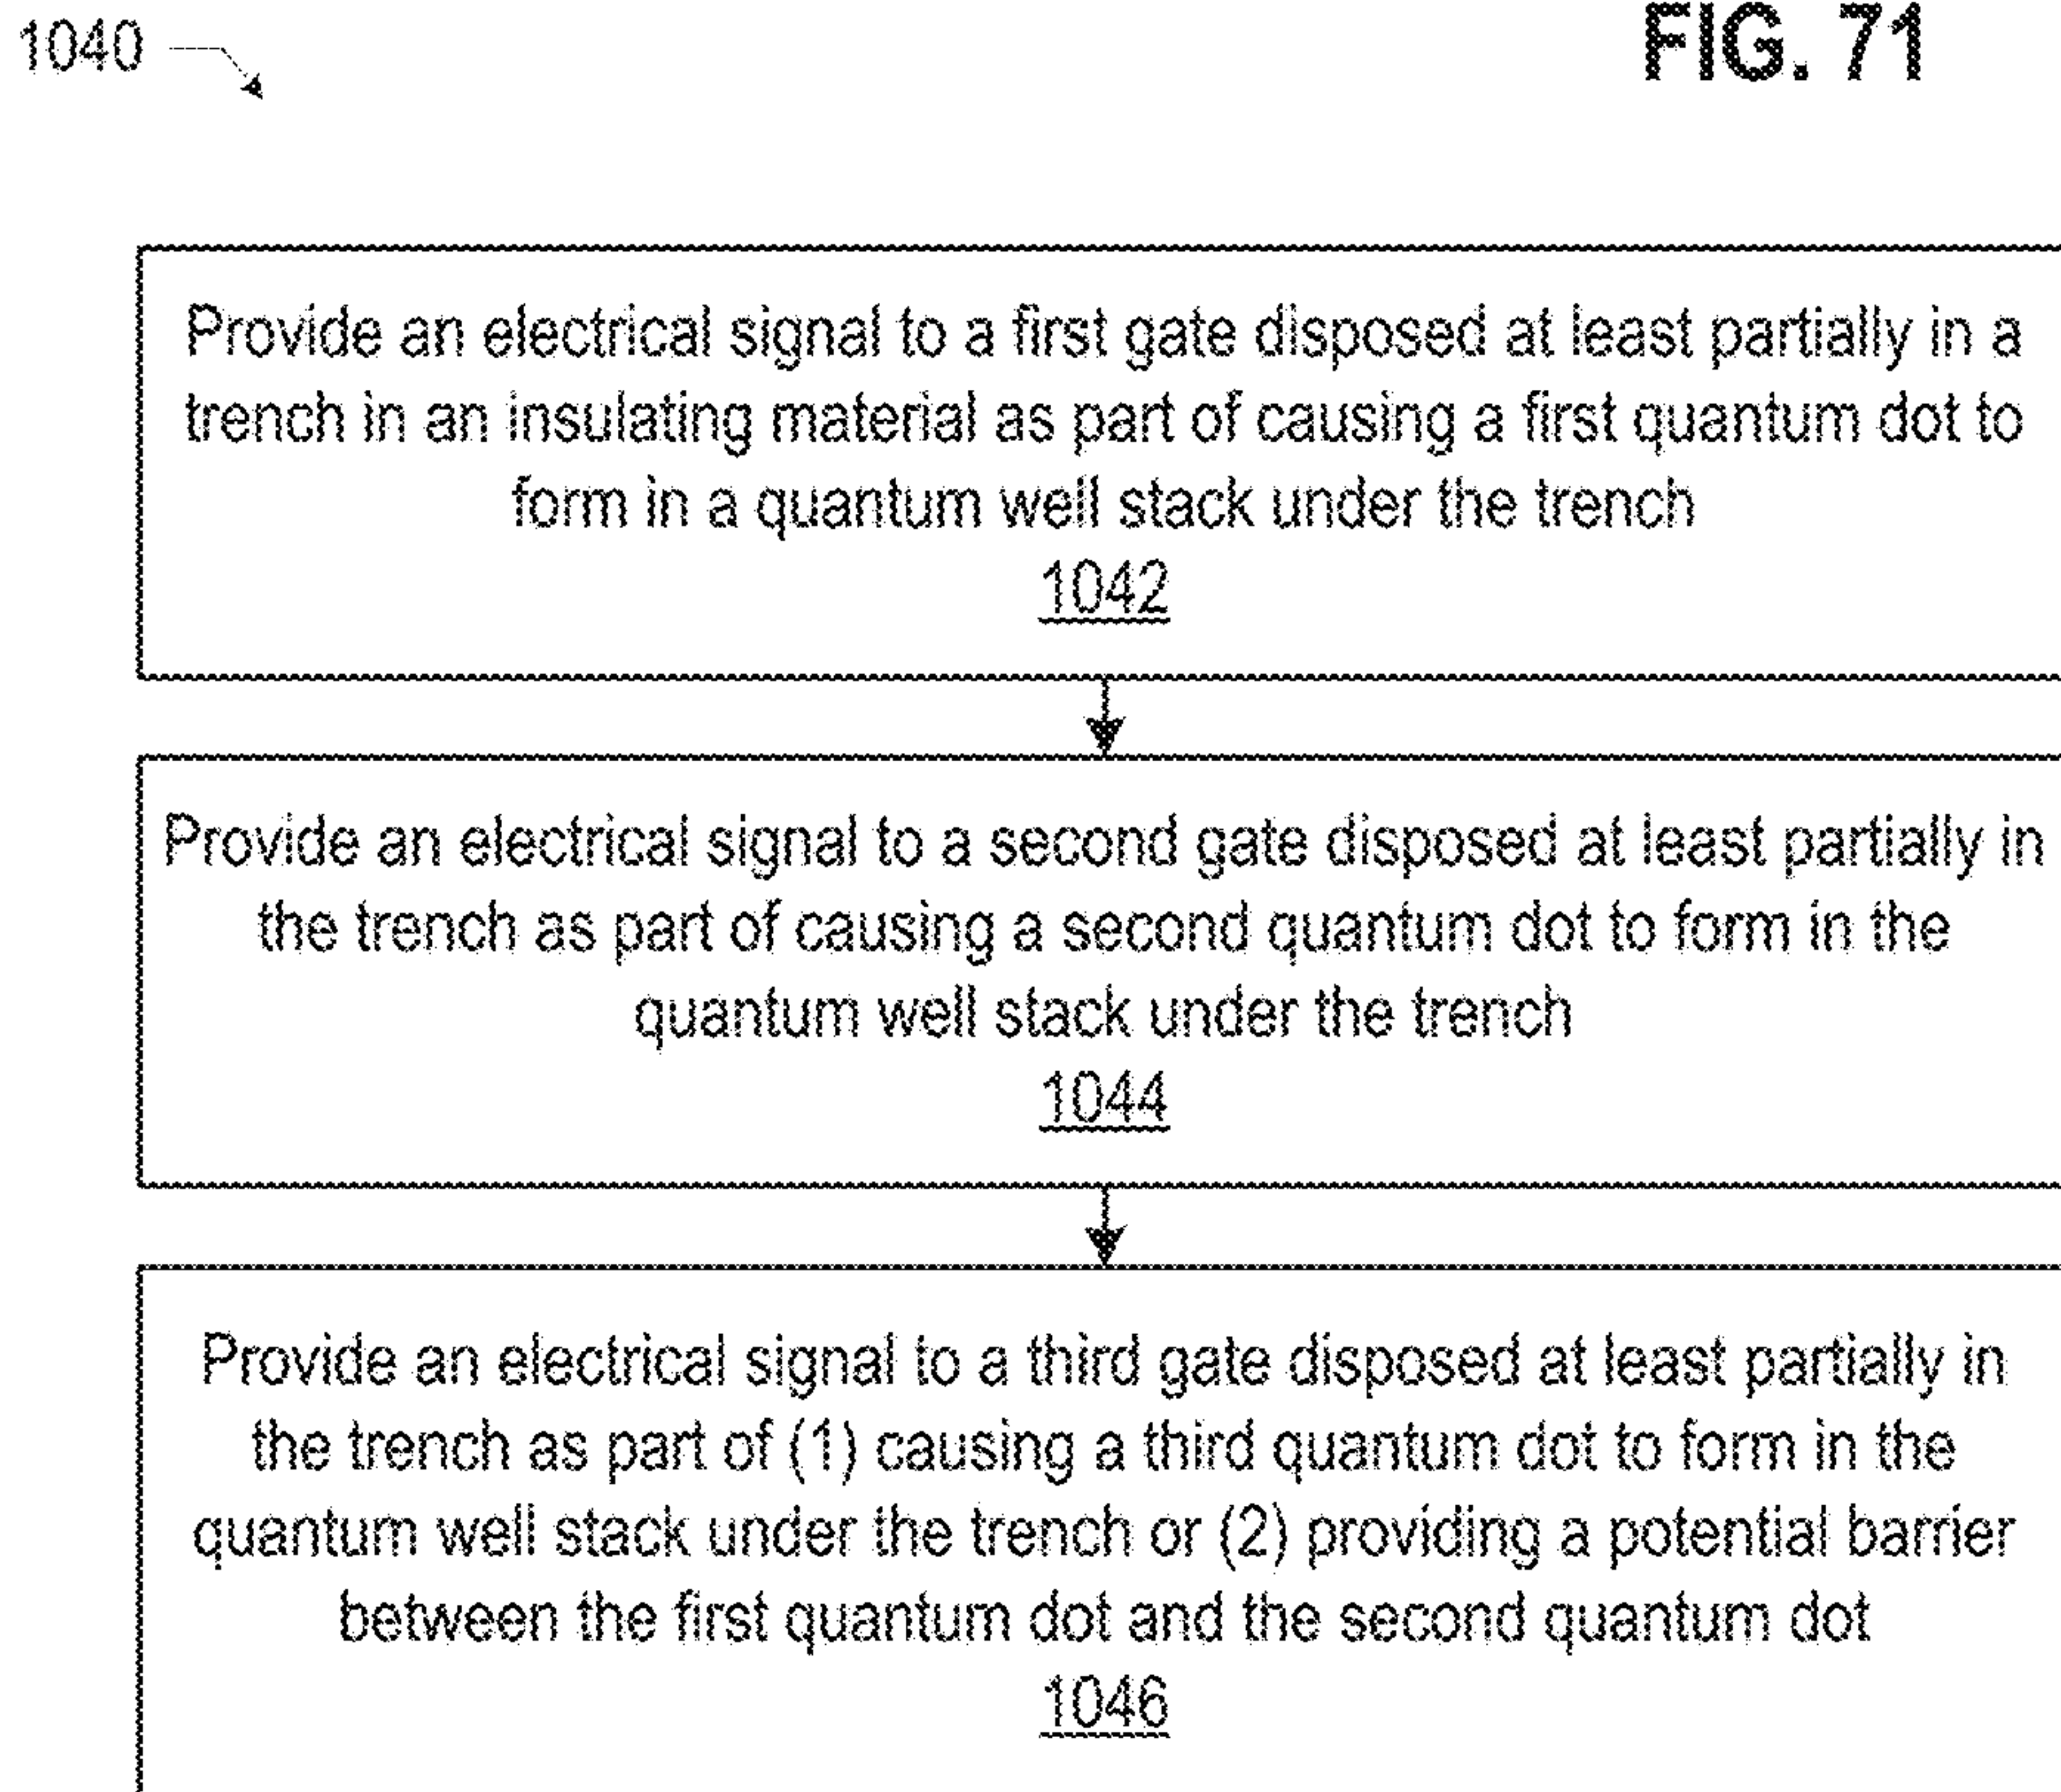 1040
FIG. 71
Provide an electrical signal to a first gate disposed at least partially in a
trench in an insulating material as part of causing a first quantum dot to
form in a quantum well stack under the trench
1042
Provide an electrical signal to a second gate disposed at least partially in
the trench as part of causing a second quantum dot to form in the
quantum well stack under the trench
1044
Provide an electrical signal to a third gate disposed at least partially in
the trench as part of (1) causing a third quantum dot to form in the
quantum well stack under the trench or (2) providing a potential barrier
between the first quantum dot and the second quantum dot
1046